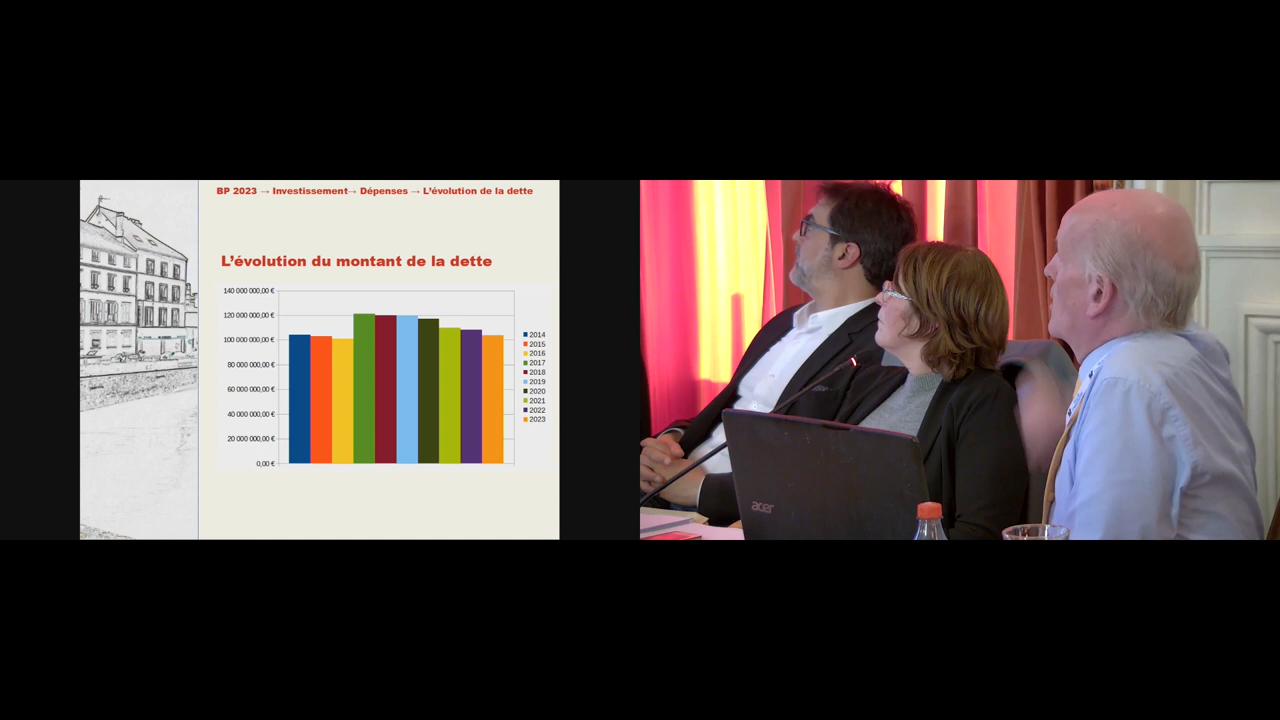 BP 2023 → Investissement→ Dépenses → L'évolution de la dette
L'évolution du montant de la dette
140 000 000,00 €
120 000 000,00 €
100 000 000,00 €
80 000 000,00 €
60 000 000,00 €
40 000 000,00 €
20 000 000,00 €
0,00 €
2014
2015
2016
2017
2018
2019
2020
2021
2022
2023
acer